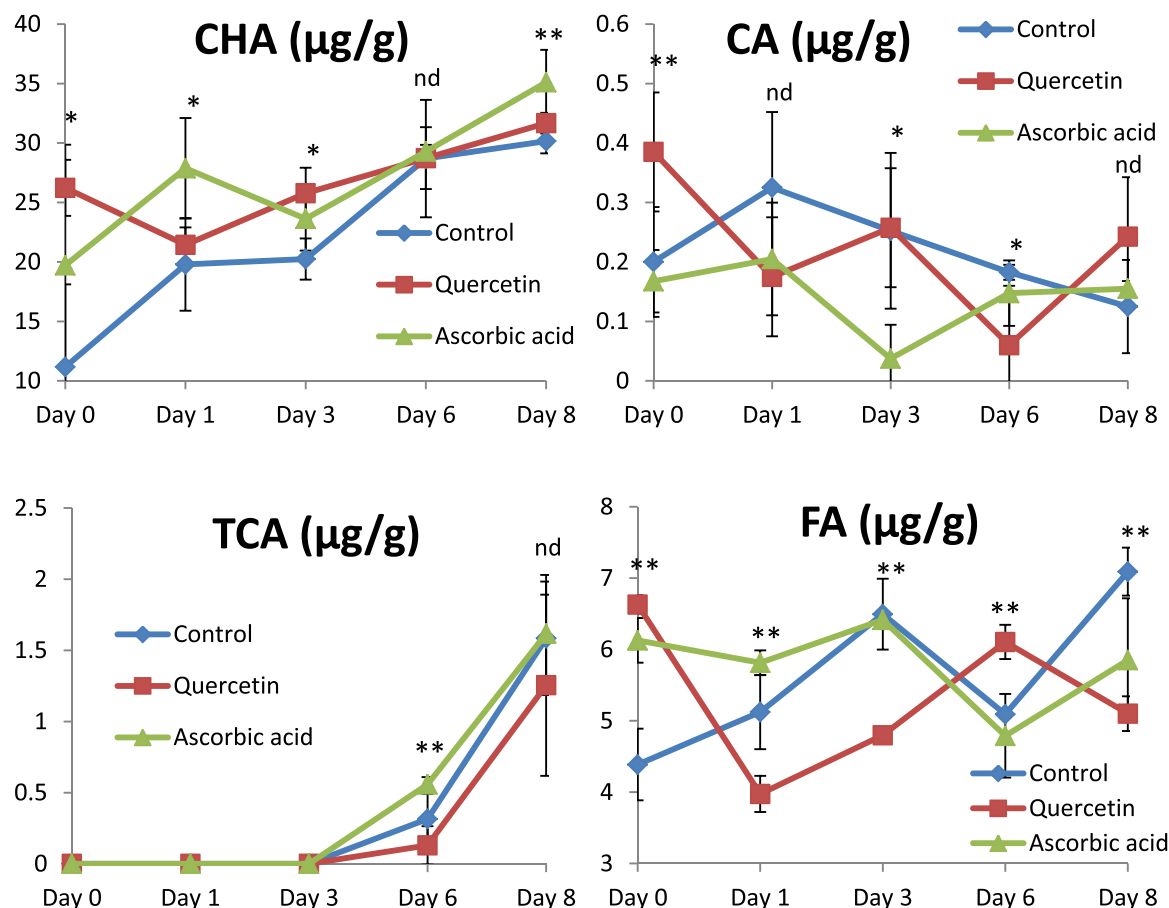 CHA (µg/g)
40
35
30
25
20
15
10
*
*
*
nd
**
Control
Quercetin
Ascorbic acid
Day 0 Day 1 Day 3 Day 6 Day 8
CA (µg/g)
0.6
0.5
0.4
0.3
0.2
0.1
0
**
nd
*
*
nd
Control
Quercetin
Ascorbic acid
Day 0 Day 1 Day 3 Day 6 Day 8
TCA (µg/g)
2.5
2
1.5
1
0.5
0
**
nd
Control
Quercetin
Ascorbic acid
Day 0 Day 1 Day 3 Day 6 Day 8
FA (µg/g)
8
7
6
5
4
3
**
**
**
**
**
Control
Quercetin
Ascorbic acid
Day 0 Day 1 Day 3 Day 6 Day 8